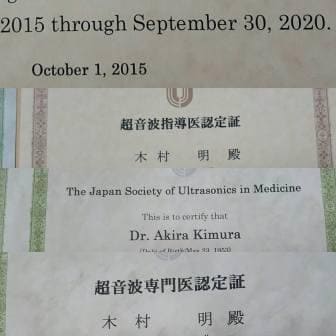 2015 through September 30, 2020.
October 1, 2015
超音波指導医認定証
木村 明 殿
The Japan Society of Ultrasonics in Medicine
This is to certify that
Dr. Akira Kimura
超音波専門医認定証
木村 明 殿